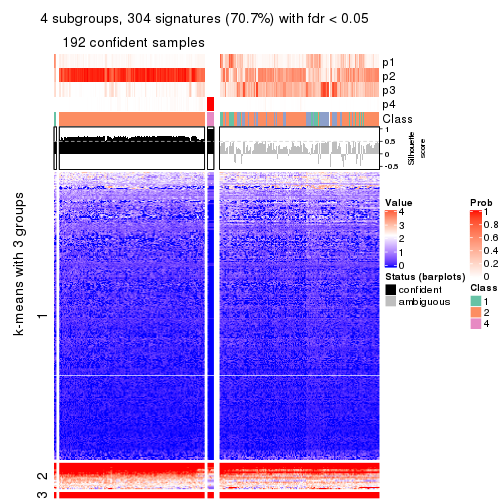 4 subgroups, 304 signatures (70.7%) with fdr < 0.05
192 confident samples
p1
p2
p3
p4
Class
1
0.5
0
-0.5
Silhouette
score
k-means with 3 groups
1
2
3
Value
4
3
2
1
0
Status (barplots)
confident
ambiguous
Prob
1
0.8
0.6
0.4
0.2
0
Class
1
2
4